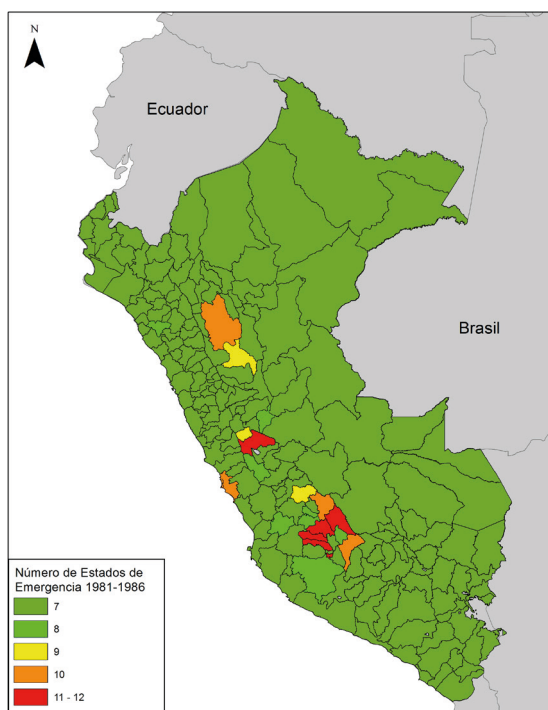 N
Ecuador
Brasil
Número de Estados de
Emergencia 1981-1986
7
8
9
10
11 - 12